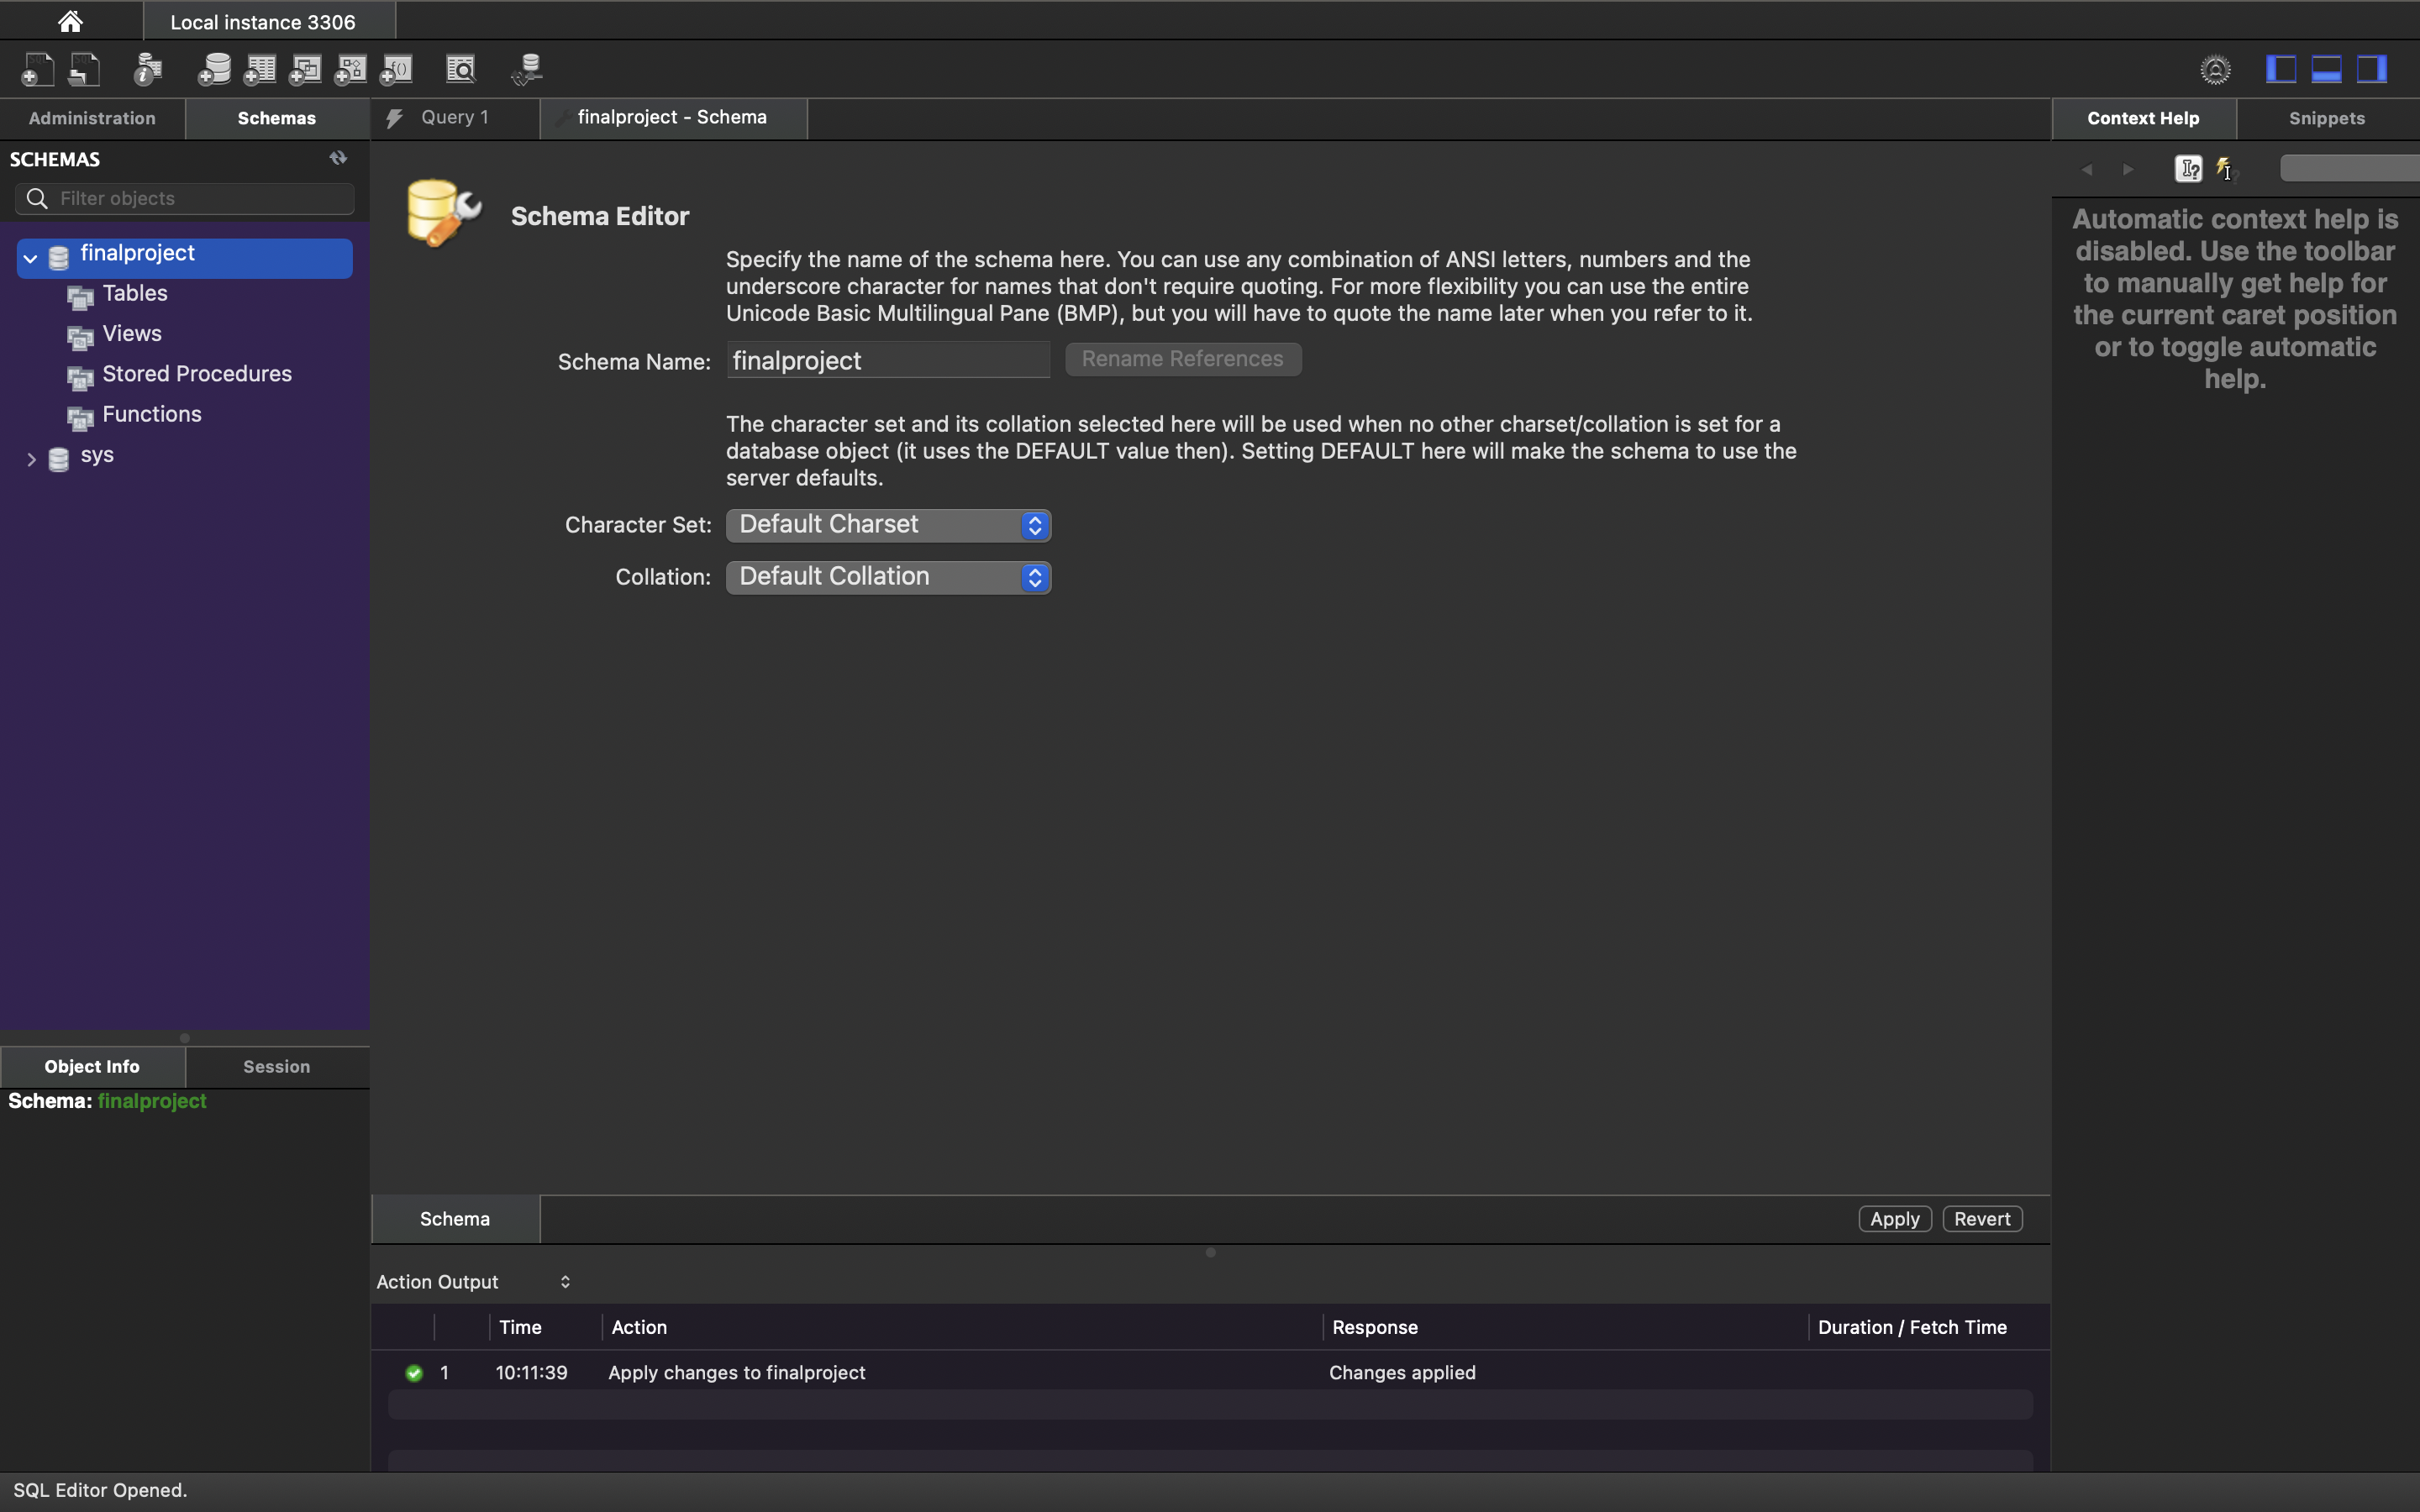 Local instance 3306
Administration
Schemas
Query 1
finalproject - Schema
Context Help
Snippets
SCHEMAS
Filter objects
finalproject
Tables
Views
Stored Procedures
Functions
sys
Schema Editor
Specify the name of the schema here. You can use any combination of ANSI letters, numbers and the
underscore character for names that don't require quoting. For more flexibility you can use the entire
Unicode Basic Multilingual Pane (BMP), but you will have to quote the name later when you refer to it.
Schema Name: finalproject Rename References
The character set and its collation selected here will be used when no other charset/collation is set for a
database object (it uses the DEFAULT value then). Setting DEFAULT here will make the schema to use the
server defaults.
Character Set: Default Charset
Collation: Default Collation
Automatic context help is
disabled. Use the toolbar
to manually get help for
the current caret position
or to toggle automatic
help.
Object Info
Session
Schema: finalproject
Schema
Apply
Revert
Action Output
Time Action Response Duration / Fetch Time
1 10:11:39 Apply changes to finalproject Changes applied
SQL Editor Opened.